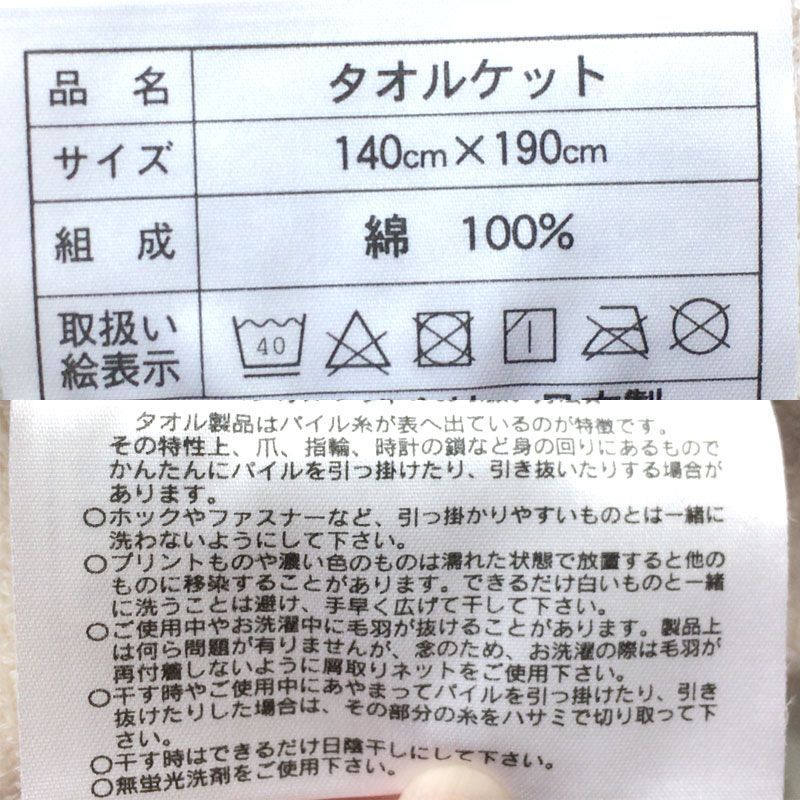 品 名 タオルケット
サイズ 140cm×190cm
組 成 綿 100%
取扱い
絵表示
40
タオル製品はパイル糸が表へ出ているのが特徴です。
その特性上、爪、指輪、時計の鎖など身の回りにあるもので
かんたんにパイルを引っ掛けたり、引き抜いたりする場合が
あります。
○ホックやファスナーなど、引っ掛かりやすいものとは一緒に
洗わないようにして下さい。
○プリントものや濃い色のものは濡れた状態で放置すると他の
ものに移染することがあります。できるだけ白いものと一緒
に洗うことは避け、手早く広げて干して下さい。
○ご使用中やお洗濯中に毛羽が抜けることがあります。製品上
は何ら問題が有りませんが、念のため、お洗濯の際は毛羽が
再付着しないように屑取りネットをご使用下さい。
○干す時やご使用中にあやまってパイルを引っ掛けたり、引き
抜けたりした場合は、その部分の糸をハサミで切り取って下
さい。
○干す時はできるだけ日陰干しにして下さい。
○無蛍光洗剤をご使用下さい。